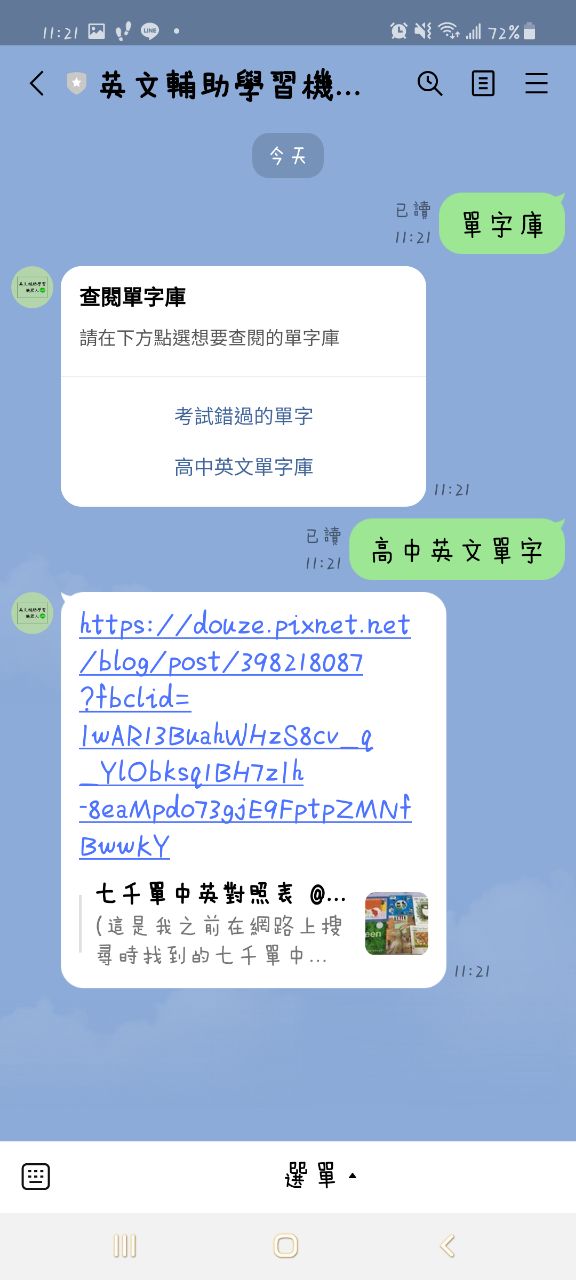 11:21
72%
英文輔助學習機...
今天
已讀
11:21
單字庫
查閱單字庫
請在下方點選想要查閱的單字庫
考試錯過的單字
高中英文單字庫
11:21
已讀
11:21
高中英文單字
https://douze.pixnet.net
/blog/post/398218087
?fbclid=
IwAR13BuahWHzS8cv_q
_YlObksqIBH7zIh
-8eaMpdo73gjE9FptpZMNf
BwwkY
七千單中英對照表 @...
(這是我之前在網路上搜
尋時找到的七千單中...
11:21
選單